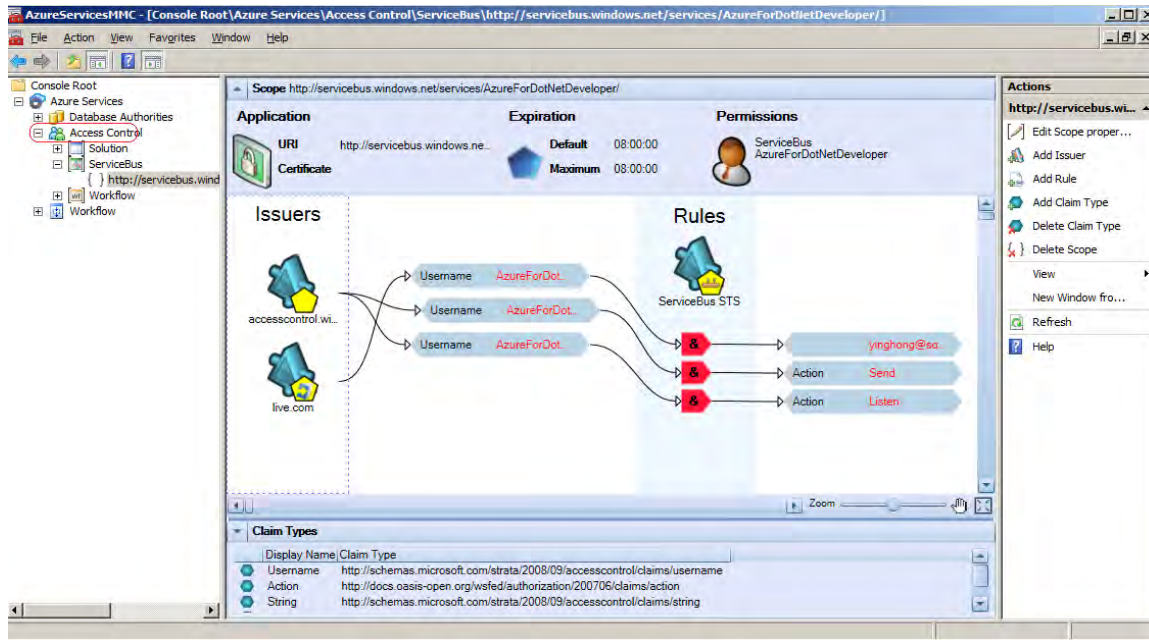 AzureServicesMMC - [Console Root\Azure Services\Access Control\ServiceBus\http://servicebus.windows.net/services/AzureForDotNetDeveloper/]
File Action View Favorites Window Help
Console Root
Azure Services
Database Authorities
Access Control
Solution
ServiceBus
{ } http://servicebus.wind
Workflow
Workflow
Scope http://servicebus.windows.net/services/AzureForDotNetDeveloper/
Application Expiration Permissions
URI http://servicebus.windows.ne... Default 08:00:00 ServiceBus
AzureForDotNetDeveloper
Certificate Maximum 08:00:00
Issuers Rules
Username AzureForDot...
Username AzureForDot...
Username AzureForDot...
accesscontrol.wi...
live.com
ServiceBus STS
& yinghong@so...
& Action Send
& Action Listen
Zoom
Claim Types
Display Name Claim Type
Username http://schemas.microsoft.com/strata/2008/09/accesscontrol/claims/username
Action http://docs.oasis-open.org/wsfed/authorization/200706/claims/action
String http://schemas.microsoft.com/strata/2008/09/accesscontrol/claims/string
Actions
http://servicebus.wi...
Edit Scope proper...
Add Issuer
Add Rule
Add Claim Type
Delete Claim Type
Delete Scope
View
New Window fro...
Refresh
Help